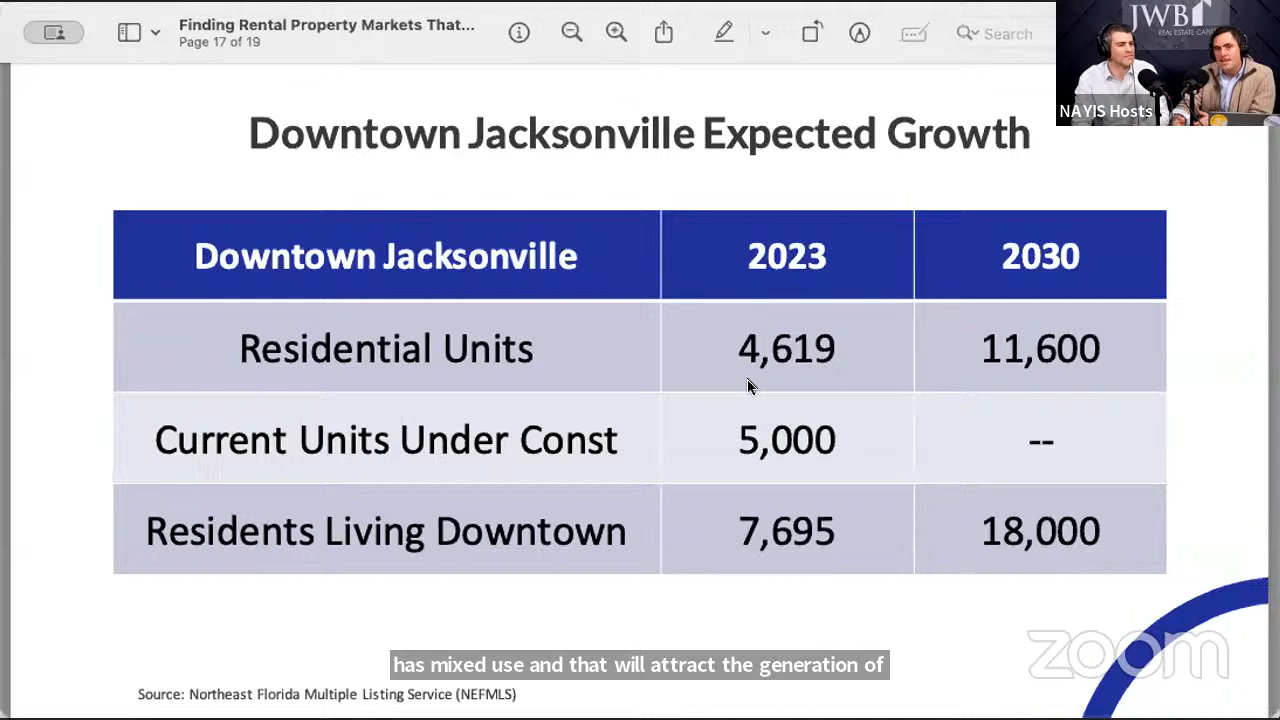 Finding Rental Property Markets That...
Page 17 of 19
Search
JWB
REAL ESTATE CAPITAL
NAYIS Hosts
Downtown Jacksonville Expected Growth
Downtown Jacksonville 2023 2030
Residential Units 4,619 11,600
Current Units Under Const 5,000 --
Residents Living Downtown 7,695 18,000
zoom
has mixed use and that will attract the generation of
Source: Northeast Florida Multiple Listing Service (NEFMLS)